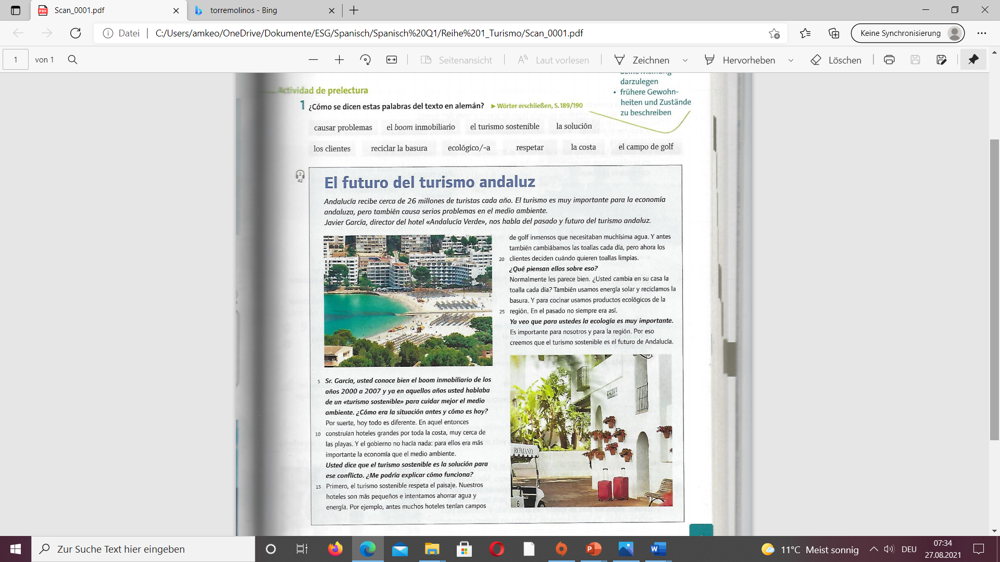 Scan_0001.pdf
torremolinos - Bing
Datei
C:/Users/amkeo/OneDrive/Dokumente/ESG/Spanisch/Spanisch%20Q1/Reihe%201_Turismo/Scan_0001.pdf
Keine Synchronisierung
1
von 1
Seitenansicht
Laut vorlesen
Zeichnen
Hervorheben
Löschen
deine Meinung
darzulegen
• frühere Gewohn-
heiten und Zustände
zu beschreiben
Actividad de prelectura
1 ¿Cómo se dicen estas palabras del texto en alemán? ▶ Wörter erschließen, S. 189/190
causar problemas el boom inmobiliario el turismo sostenible la solución
los clientes reciclar la basura ecológico/-a respetar la costa el campo de golf
2
42
El futuro del turismo andaluz
Andalucía recibe cerca de 26 millones de turistas cada año. El turismo es muy importante para la economía
andaluza, pero también causa serios problemas en el medio ambiente.
Javier García, director del hotel «Andalucía Verde», nos habla del pasado y futuro del turismo andaluz.
5 Sr. García, usted conoce bien el boom inmobiliario de los
años 2000 a 2007 y ya en aquellos años usted hablaba
de un «turismo sostenible» para cuidar mejor el medio
ambiente. ¿Cómo era la situación antes y cómo es hoy?
Por suerte, hoy todo es diferente. En aquel entonces
10 construían hoteles grandes por toda la costa, muy cerca de
las playas. Y el gobierno no hacía nada: para ellos era más
importante la economía que el medio ambiente.
Usted dice que el turismo sostenible es la solución para
ese conflicto. ¿Me podría explicar cómo funciona?
15 Primero, el turismo sostenible respeta el paisaje. Nuestros
hoteles son más pequeños e intentamos ahorrar agua y
energía. Por ejemplo, antes muchos hoteles tenían campos
de golf inmensos que necesitaban muchísima agua. Y antes
también cambiábamos las toallas cada día, pero ahora los
20 clientes deciden cuándo quieren toallas limpias.
¿Qué piensan ellos sobre eso?
Normalmente les parece bien. ¿Usted cambia en su casa la
toalla cada día? También usamos energía solar y reciclamos la
basura. Y para cocinar usamos productos ecológicos de la
25 región. En el pasado no siempre era así.
Ya veo que para ustedes la ecología es muy importante.
Es importante para nosotros y para la región. Por eso
creemos que el turismo sostenible es el futuro de Andalucía.
ROMANO
6
Zur Suche Text hier eingeben
11°C Meist sonnig
DEU
07:34
27.08.2021